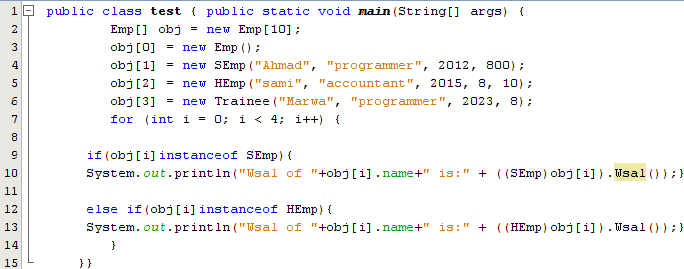 1 public class test { public static void main(String[] args) {
2 Emp[] obj = new Emp[10];
3 obj[0] = new Emp();
4 obj[1] = new SEmp("Ahmad", "programmer", 2012, 800);
5 obj[2] = new HEmp("sami", "accountant", 2015, 8, 10);
6 obj[3] = new Trainee("Marwa", "programmer", 2023, 8);
7 for (int i = 0; i < 4; i++) {
8
9 if(obj[i]instanceof SEmp){
10 System.out.println("Wsal of "+obj[i].name+" is:" + ((SEmp)obj[i]).Wsal());}
11
12 else if(obj[i]instanceof HEmp){
13 System.out.println("Wsal of "+obj[i].name+" is:" + ((HEmp)obj[i]).Wsal());}
14 }
15 }}